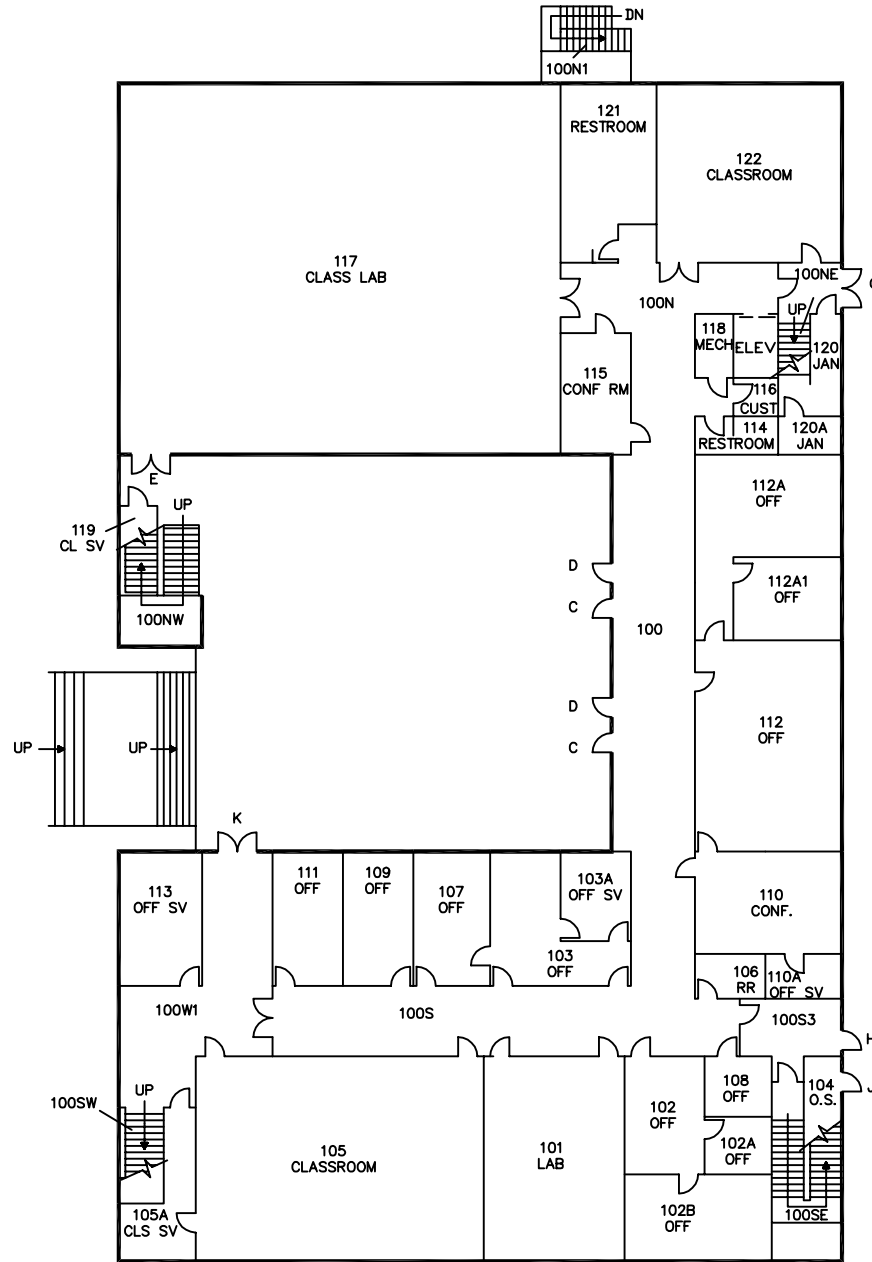 DN
100N1
121
RESTROOM
122
CLASSROOM
117
CLASS LAB
100N
100NE
UP
118
MECH
ELEV
120
JAN
115
CONF RM
116
CUST
114
RESTROOM
120A
JAN
E
UP
119
CL SV
112A
OFF
D
112A1
OFF
C
100NW
100
D
112
OFF
UP
UP
C
K
113
OFF SV
111
OFF
109
OFF
107
OFF
103A
OFF SV
110
CONF.
103
OFF
106
RR
110A
OFF SV
100W1
100S
100S3
H
100SW
UP
108
OFF
104
O.S.
J
102
OFF
105
CLASSROOM
101
LAB
102A
OFF
105A
CLS SV
102B
OFF
100SE